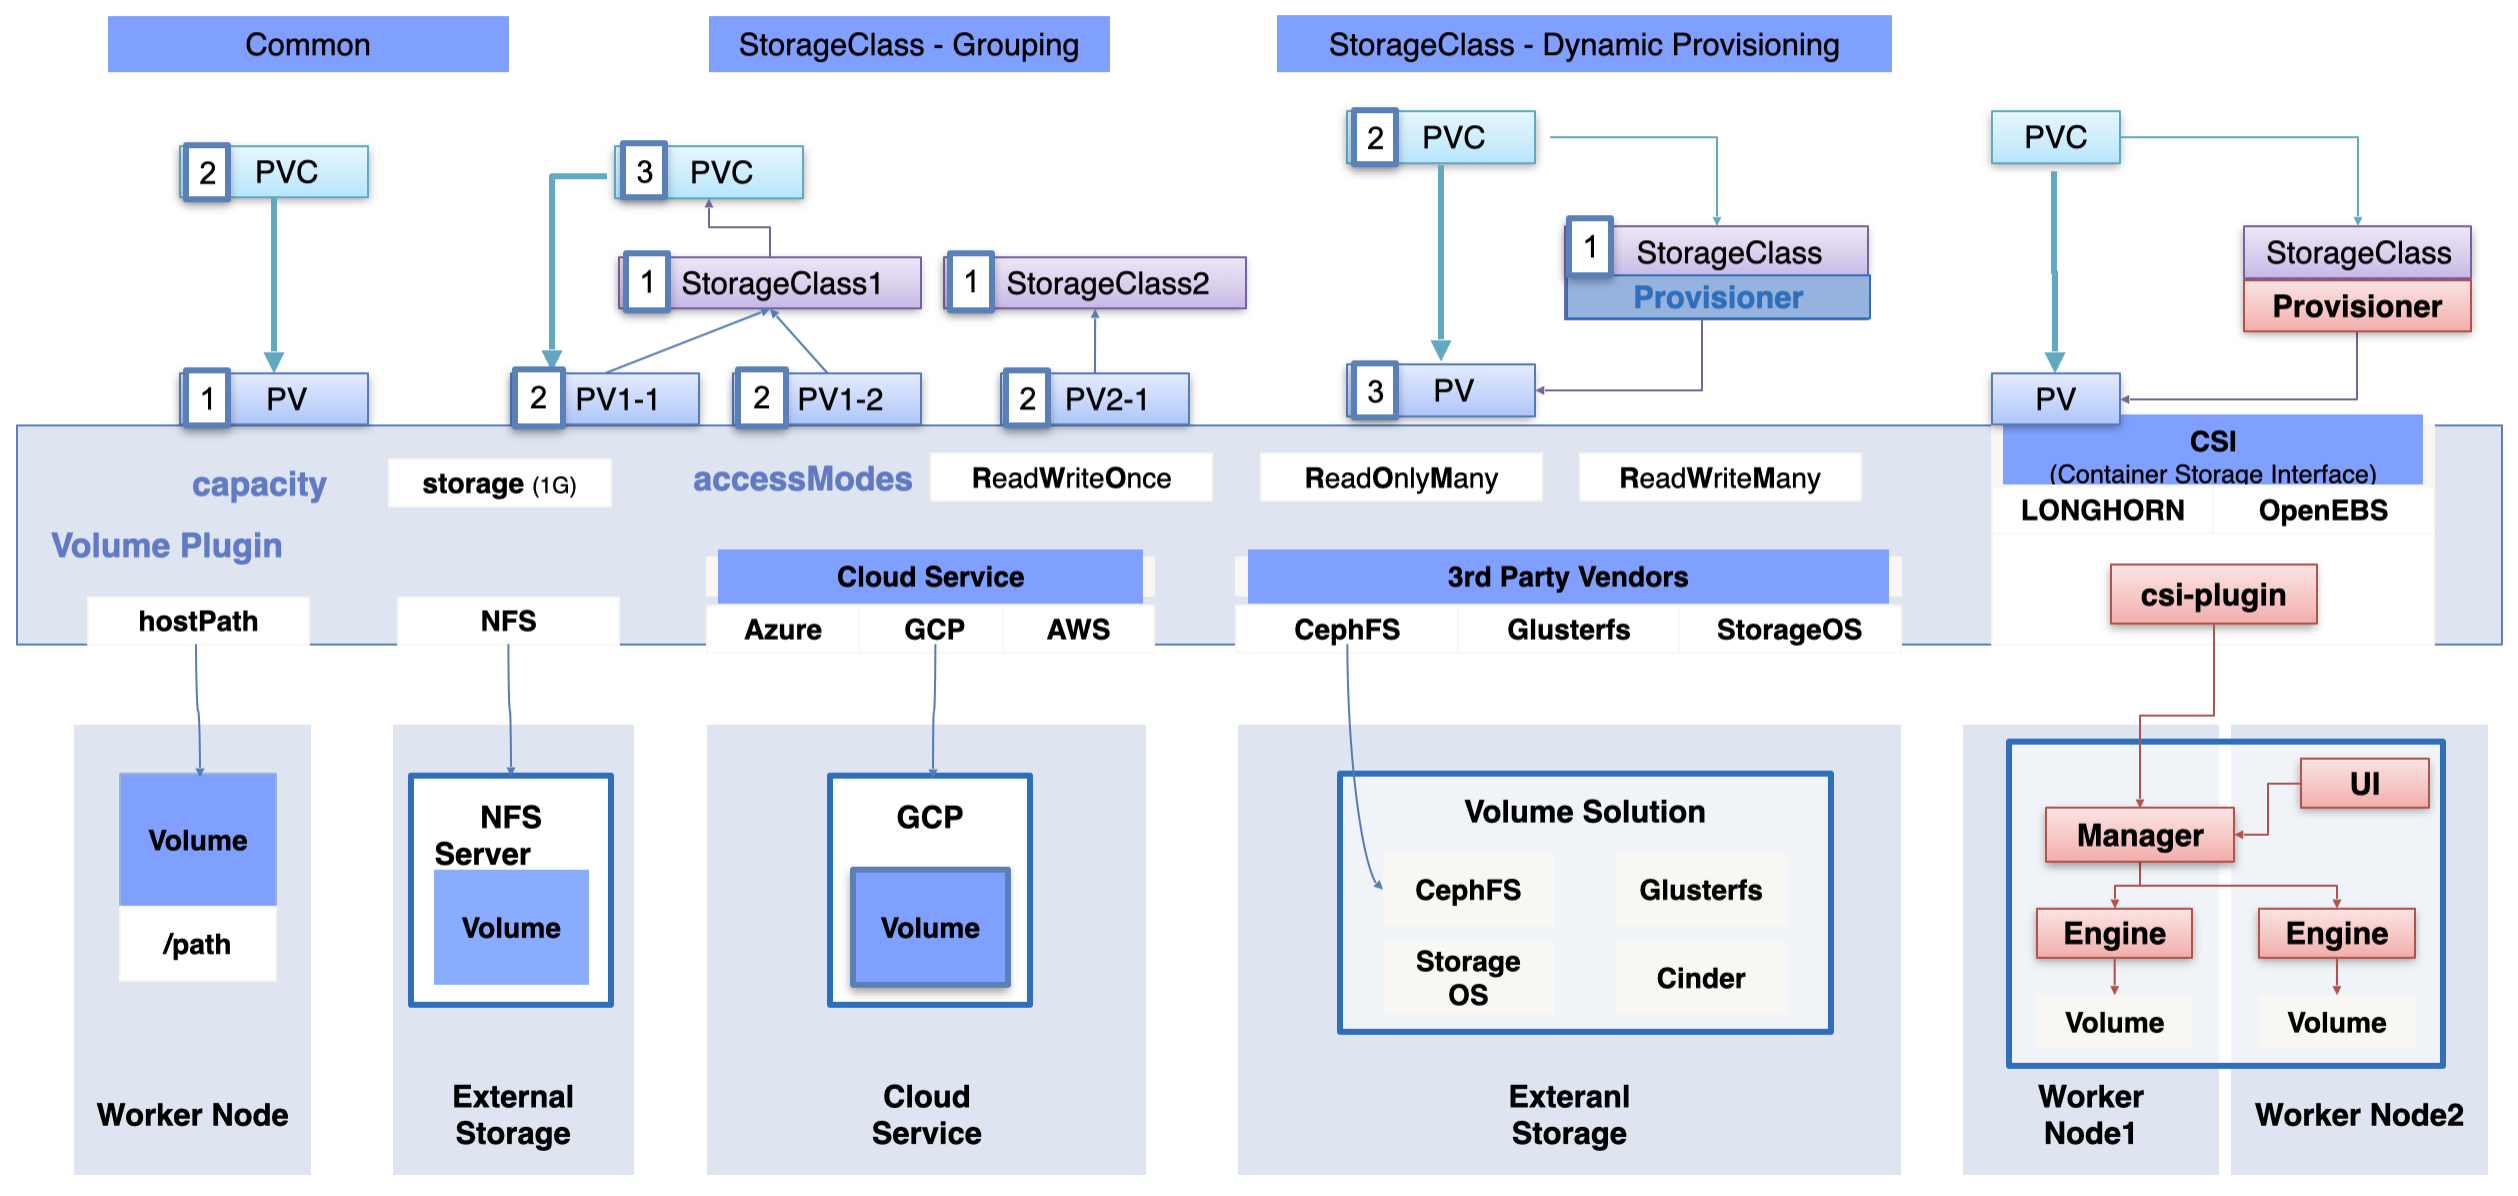 Common
StorageClass - Grouping
StorageClass - Dynamic Provisioning
2 PVC
3 PVC
2 PVC
PVC
1 StorageClass1
1 StorageClass2
1 StorageClass
Provisioner
StorageClass
Provisioner
1 PV
2 PV1-1
2 PV1-2
2 PV2-1
3 PV
PV
capacity
storage (1G)
accessModes
ReadWriteOnce
ReadOnlyMany
ReadWriteMany
CSI
(Container Storage Interface)
LONGHORN
OpenEBS
Volume Plugin
hostPath
NFS
Cloud Service
Azure
GCP
AWS
3rd Party Vendors
CephFS
Glusterfs
StorageOS
csi-plugin
Volume
/path
Worker Node
NFS
Server
Volume
External
Storage
GCP
Volume
Cloud
Service
Volume Solution
CephFS
Glusterfs
Storage
OS
Cinder
Exteranl
Storage
UI
Manager
Engine
Engine
Volume
Volume
Worker
Node1
Worker Node2